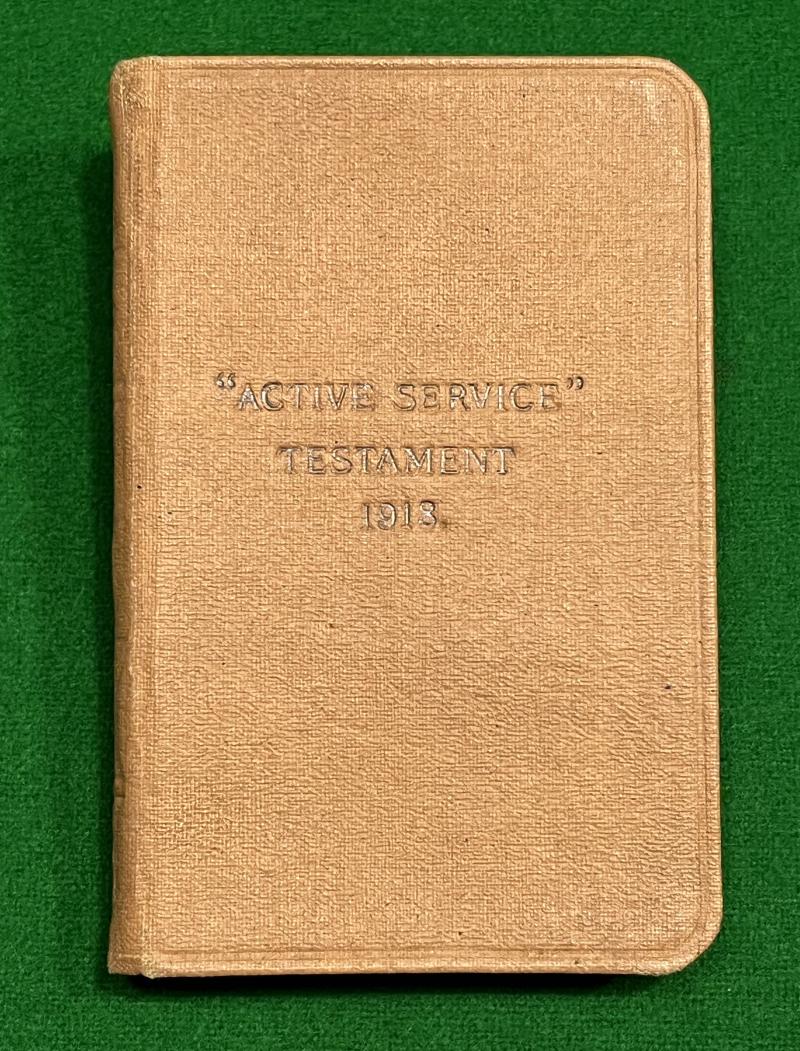 “ACTIVE SERVICE”
TESTAMENT
1918.